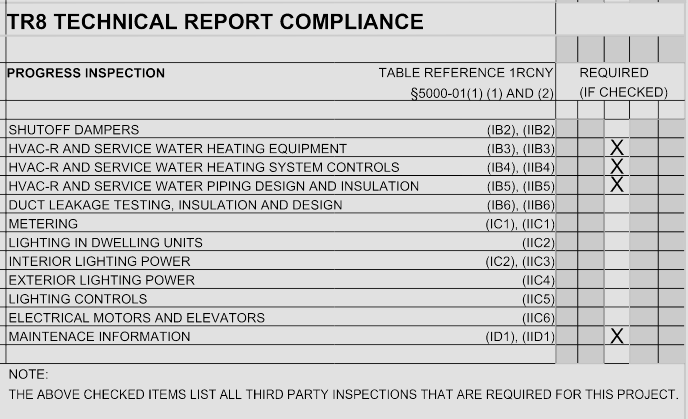 TR8 TECHNICAL REPORT COMPLIANCE
PROGRESS INSPECTION TABLE REFERENCE 1RCNY REQUIRED
§5000-01(1) (1) AND (2) (IF CHECKED)
SHUTOFF DAMPERS (IB2), (IIB2)
HVAC-R AND SERVICE WATER HEATING EQUIPMENT (IB3), (IIB3) X
HVAC-R AND SERVICE WATER HEATING SYSTEM CONTROLS (IB4), (IIB4) X
HVAC-R AND SERVICE WATER PIPING DESIGN AND INSULATION (IB5), (IIB5) X
DUCT LEAKAGE TESTING, INSULATION AND DESIGN (IB6), (IIB6)
METERING (IC1), (IIC1)
LIGHTING IN DWELLING UNITS (IIC2)
INTERIOR LIGHTING POWER (IC2), (IIC3)
EXTERIOR LIGHTING POWER (IIC4)
LIGHTING CONTROLS (IIC5)
ELECTRICAL MOTORS AND ELEVATORS (IIC6)
MAINTENACE INFORMATION (ID1), (IID1) X
NOTE:
THE ABOVE CHECKED ITEMS LIST ALL THIRD PARTY INSPECTIONS THAT ARE REQUIRED FOR THIS PROJECT.